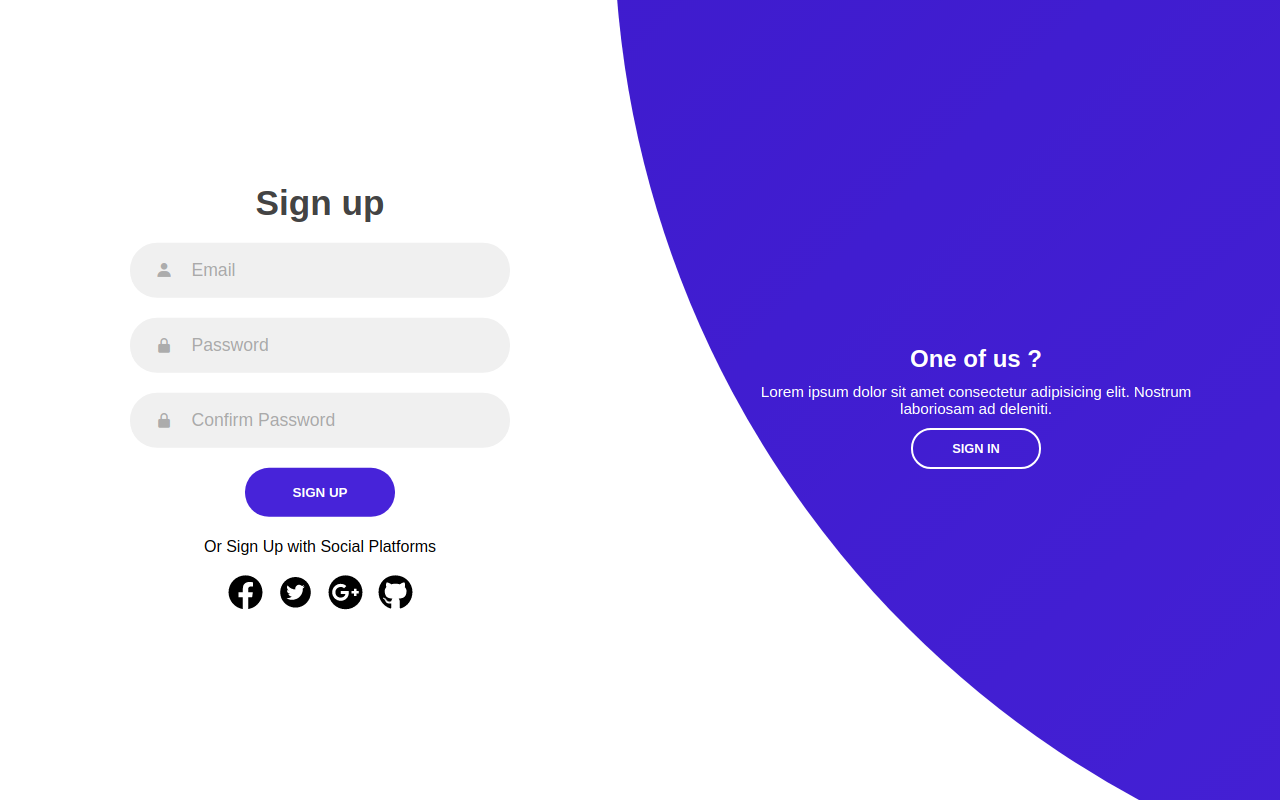 Sign up
Email
Password
Confirm Password
SIGN UP
Or Sign Up with Social Platforms
One of us ?
Lorem ipsum dolor sit amet consectetur adipisicing elit. Nostrum
laboriosam ad deleniti.
SIGN IN